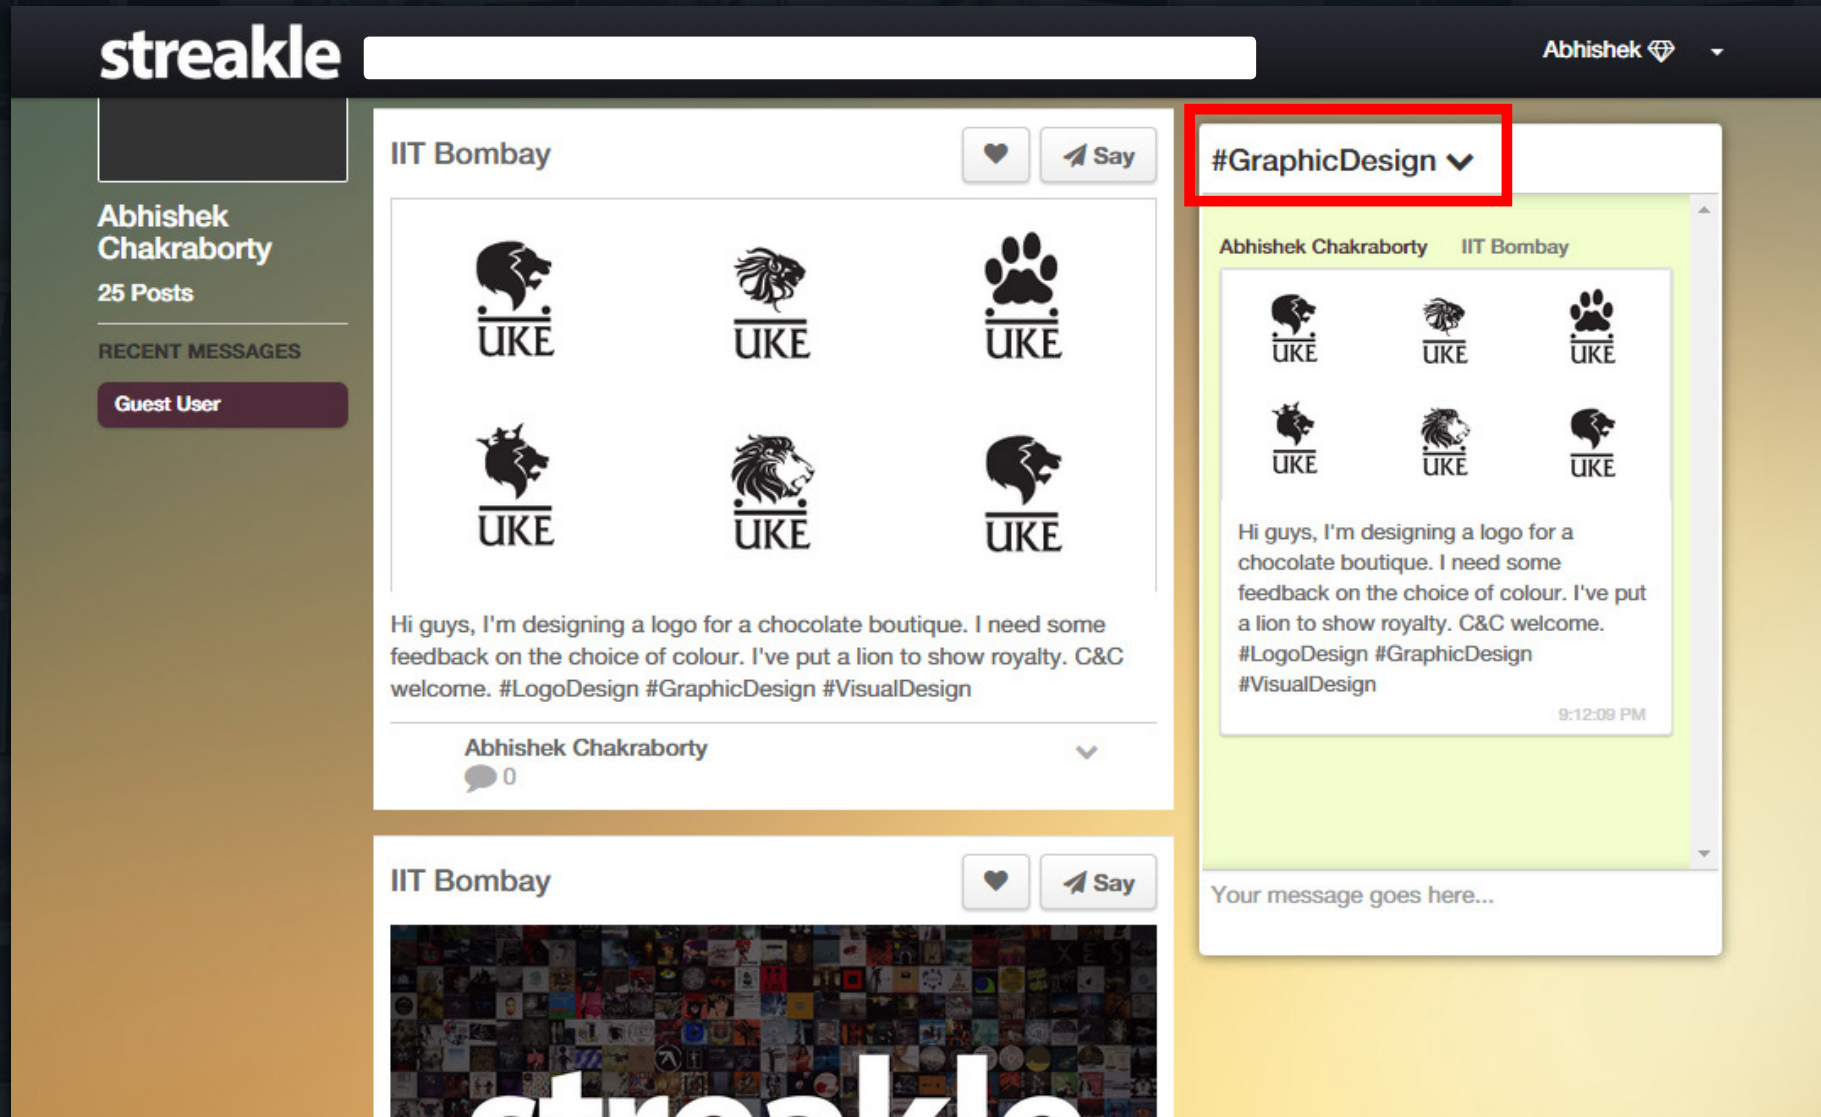 streakle
Abhishek
Abhishek
Chakraborty
25 Posts
RECENT MESSAGES
Guest User
IIT Bombay
Say
UKE UKE UKE
UKE UKE UKE
Hi guys, I'm designing a logo for a chocolate boutique. I need some
feedback on the choice of colour. I've put a lion to show royalty. C&C
welcome. #LogoDesign #GraphicDesign #VisualDesign
Abhishek Chakraborty
0
IIT Bombay
Say
streakle
#GraphicDesign
Abhishek Chakraborty IIT Bombay
UKE UKE UKE
UKE UKE UKE
Hi guys, I'm designing a logo for a
chocolate boutique. I need some
feedback on the choice of colour. I've put
a lion to show royalty. C&C welcome.
#LogoDesign #GraphicDesign
#VisualDesign
9:12:09 PM
Your message goes here...